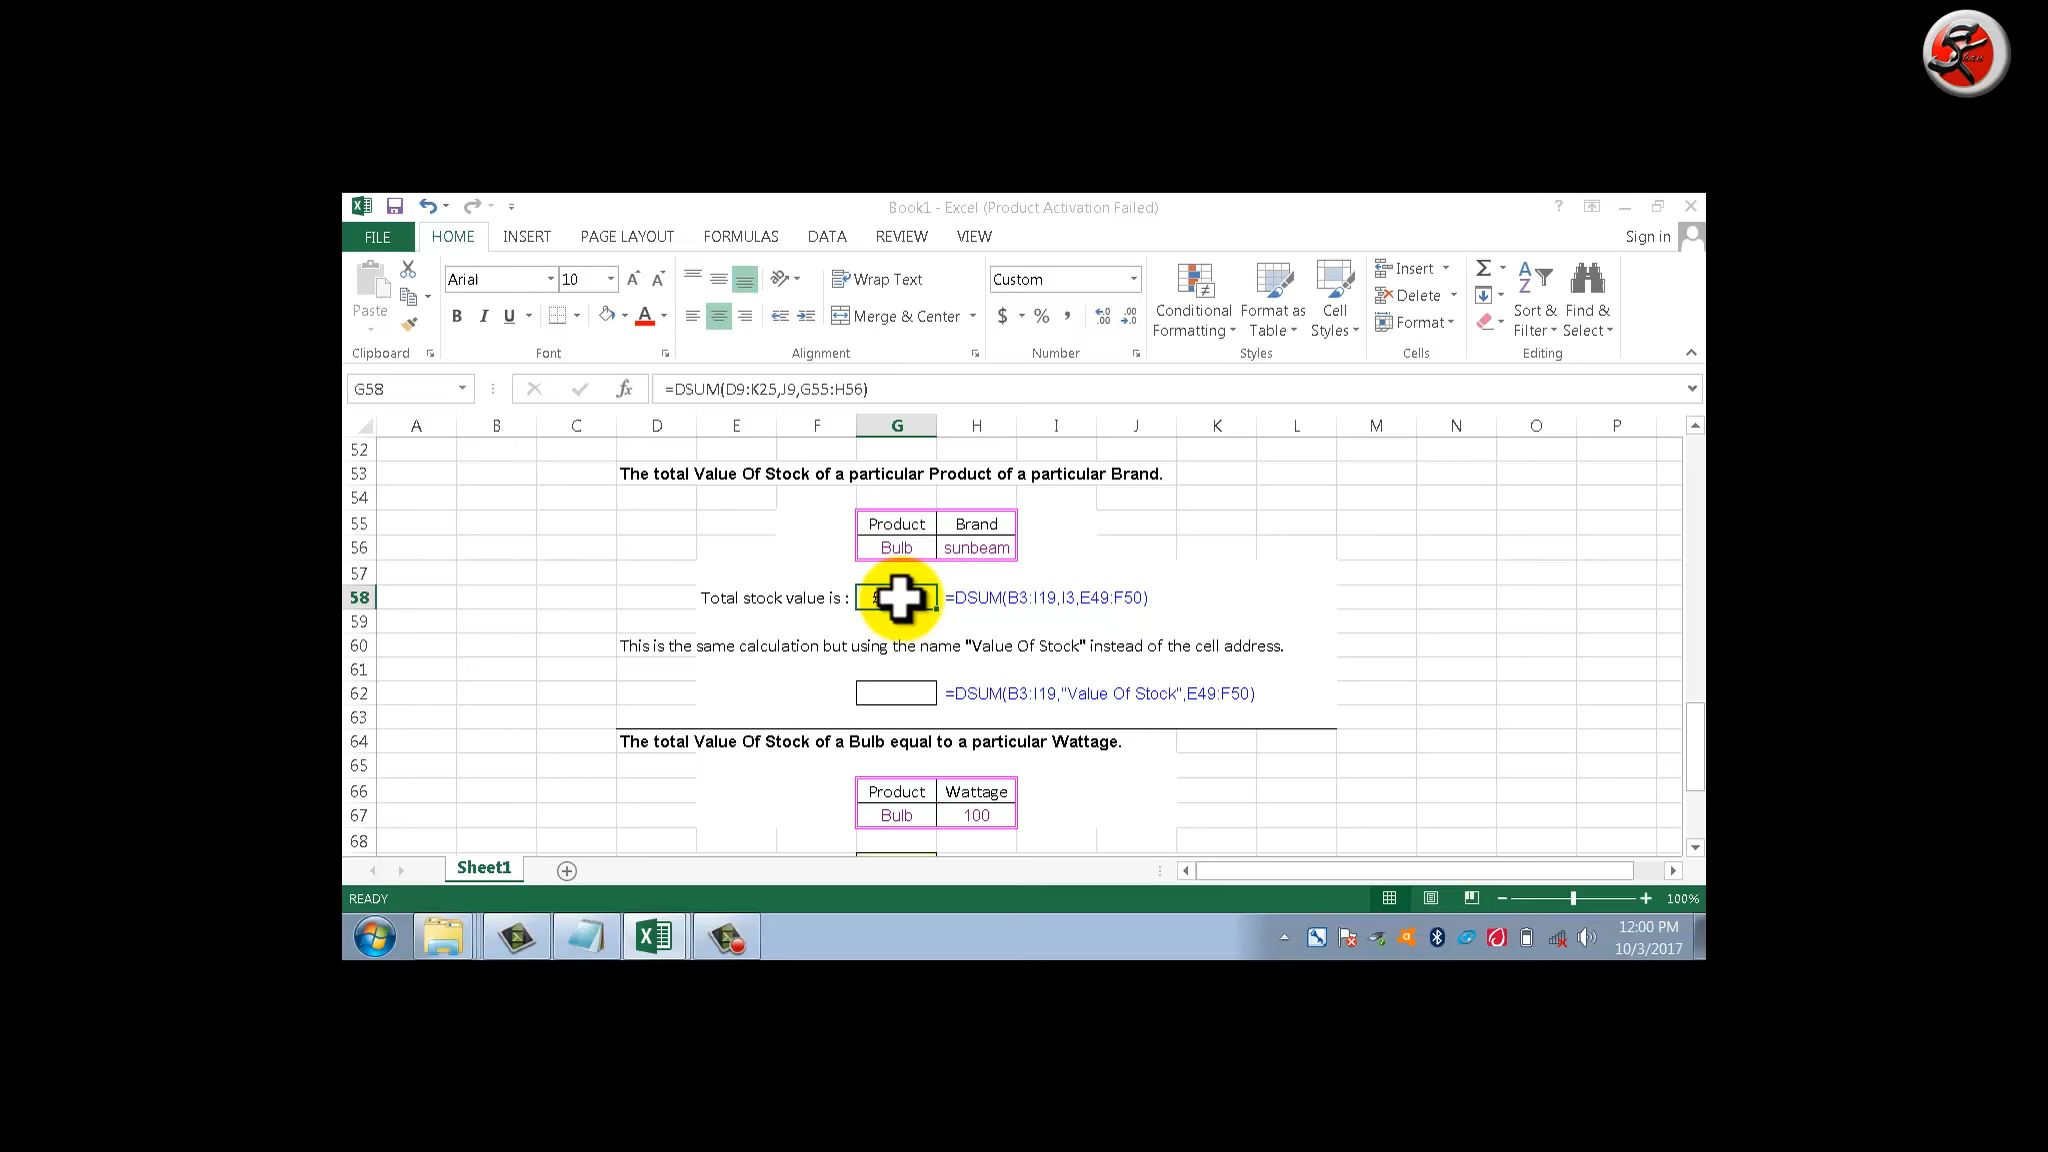 Book1 - Excel (Product Activation Failed)
FILE HOME INSERT PAGE LAYOUT FORMULAS DATA REVIEW VIEW Sign in
Arial 10 Wrap Text Custom Insert
Paste Conditional Formatting Format as Table Cell Styles Delete Sort & Filter Find & Select
B I U Merge & Center $ % , Format
Clipboard Font Alignment Number Styles Cells Editing
G58 fx =DSUM(D9:K25,J9,G55:H56)
A B C D E F G H I J K L M N O P
52
53 The total Value Of Stock of a particular Product of a particular Brand.
54
55 Product Brand
56 Bulb sunbeam
57
58 Total stock value is : =DSUM(B3:I19,I3,E49:F50)
59
60 This is the same calculation but using the name "Value Of Stock" instead of the cell address.
61
62 =DSUM(B3:I19,"Value Of Stock",E49:F50)
63
64 The total Value Of Stock of a Bulb equal to a particular Wattage.
65
66 Product Wattage
67 Bulb 100
68
Sheet1
READY 100%
12:00 PM
10/3/2017